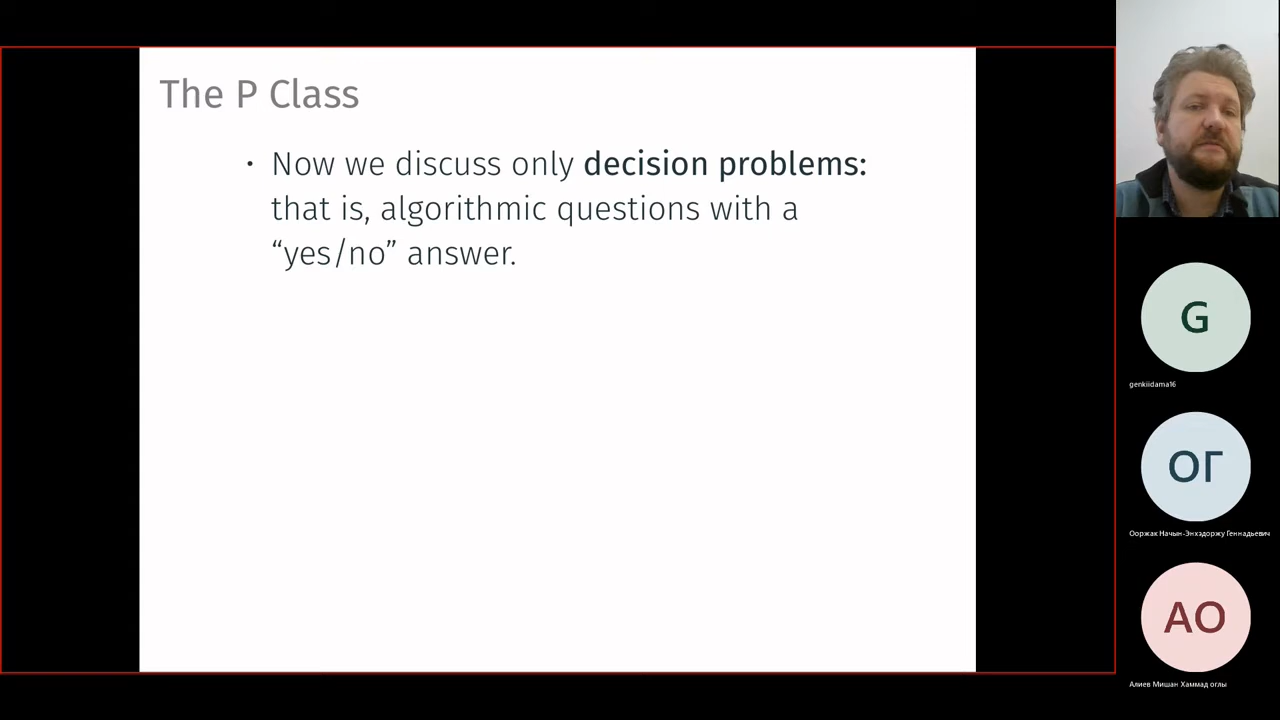 The P Class
• Now we discuss only decision problems:
that is, algorithmic questions with a
“yes/no” answer.
G
genkiidama16
ОГ
Ооржак Начын-Энхэдоржу Геннадьевич
АО
Алиев Мишан Хаммад оглы